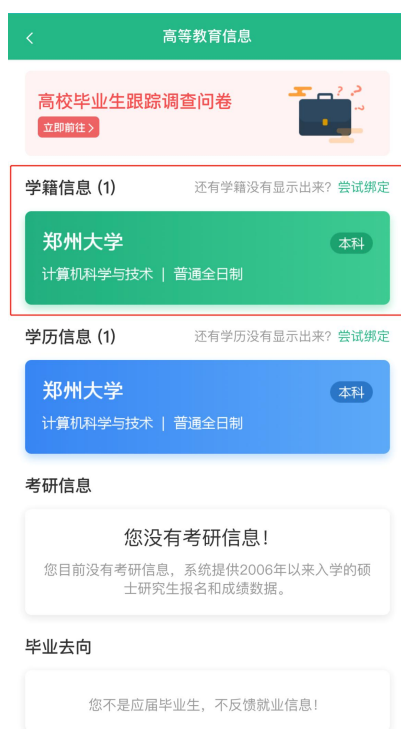 高等教育信息
高校毕业生跟踪调查问卷
立即前往 >
学籍信息 (1) 还有学籍没有显示出来? 尝试绑定
郑州大学 本科
计算机科学与技术 | 普通全日制
学历信息 (1) 还有学历没有显示出来? 尝试绑定
郑州大学 本科
计算机科学与技术 | 普通全日制
考研信息
您没有考研信息！
您目前没有考研信息，系统提供2006年以来入学的硕
士研究生报名和成绩数据。
毕业去向
您不是应届毕业生，不反馈就业信息！